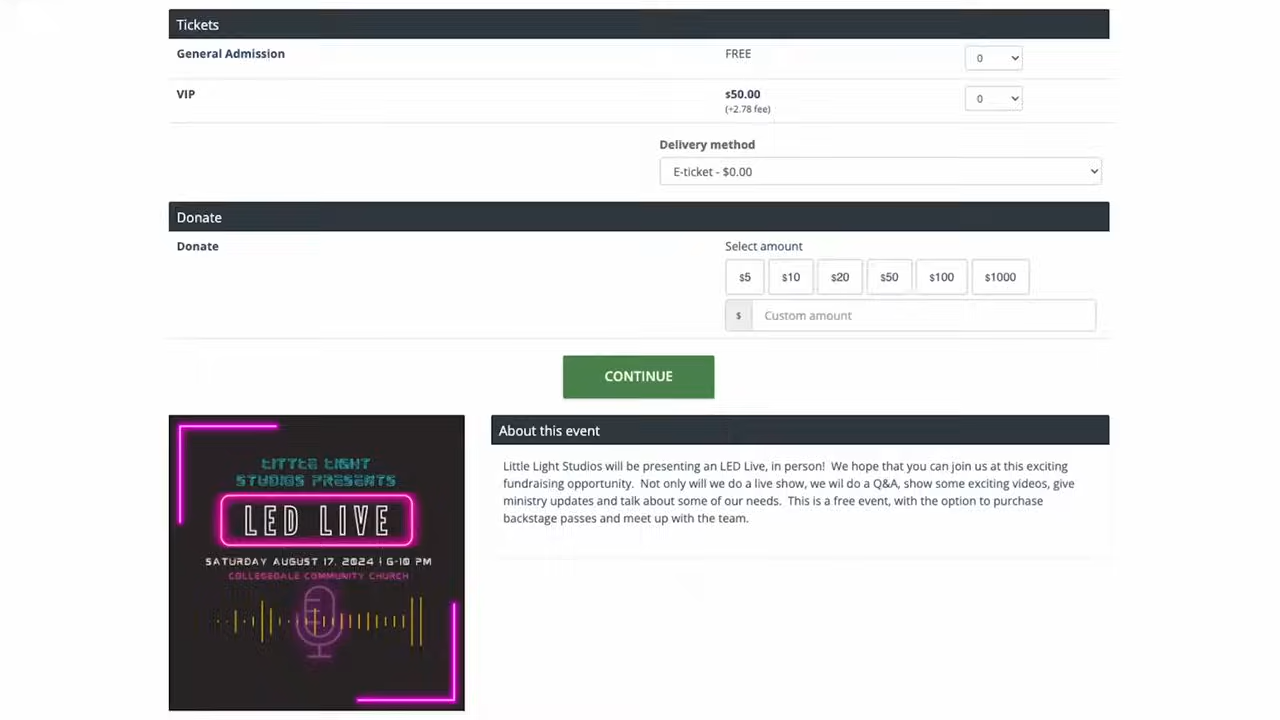 Tickets
General Admission FREE 0
VIP $50.00 0
(+2.78 fee)
Delivery method
E-ticket - $0.00
Donate
Donate Select amount
$5 $10 $20 $50 $100 $1000
$ Custom amount
CONTINUE
LITTLE LIGHT
STUDIOS PRESENTS
LED LIVE
SATURDAY AUGUST 17, 2024 | 6-10 PM
COLLEGEDALE COMMUNITY CHURCH
About this event
Little Light Studios will be presenting an LED Live, in person! We hope that you can join us at this exciting
fundraising opportunity. Not only will we do a live show, we wil do a Q&A, show some exciting videos, give
ministry updates and talk about some of our needs. This is a free event, with the option to purchase
backstage passes and meet up with the team.